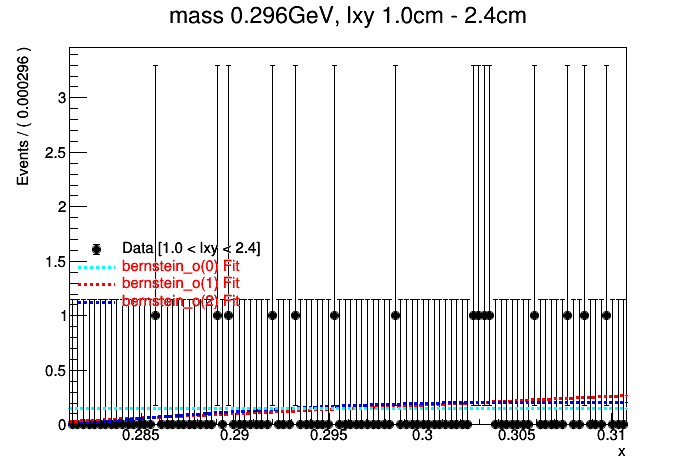 mass 0.296GeV, lxy 1.0cm - 2.4cm
Events / ( 0.000296 )
3
2.5
2
1.5
1
0.5
0
Data [1.0 < lxy < 2.4]
bernstein_o(0) Fit
bernstein_o(1) Fit
bernstein_o(2) Fit
0.285 0.29 0.295 0.3 0.305 0.31
x